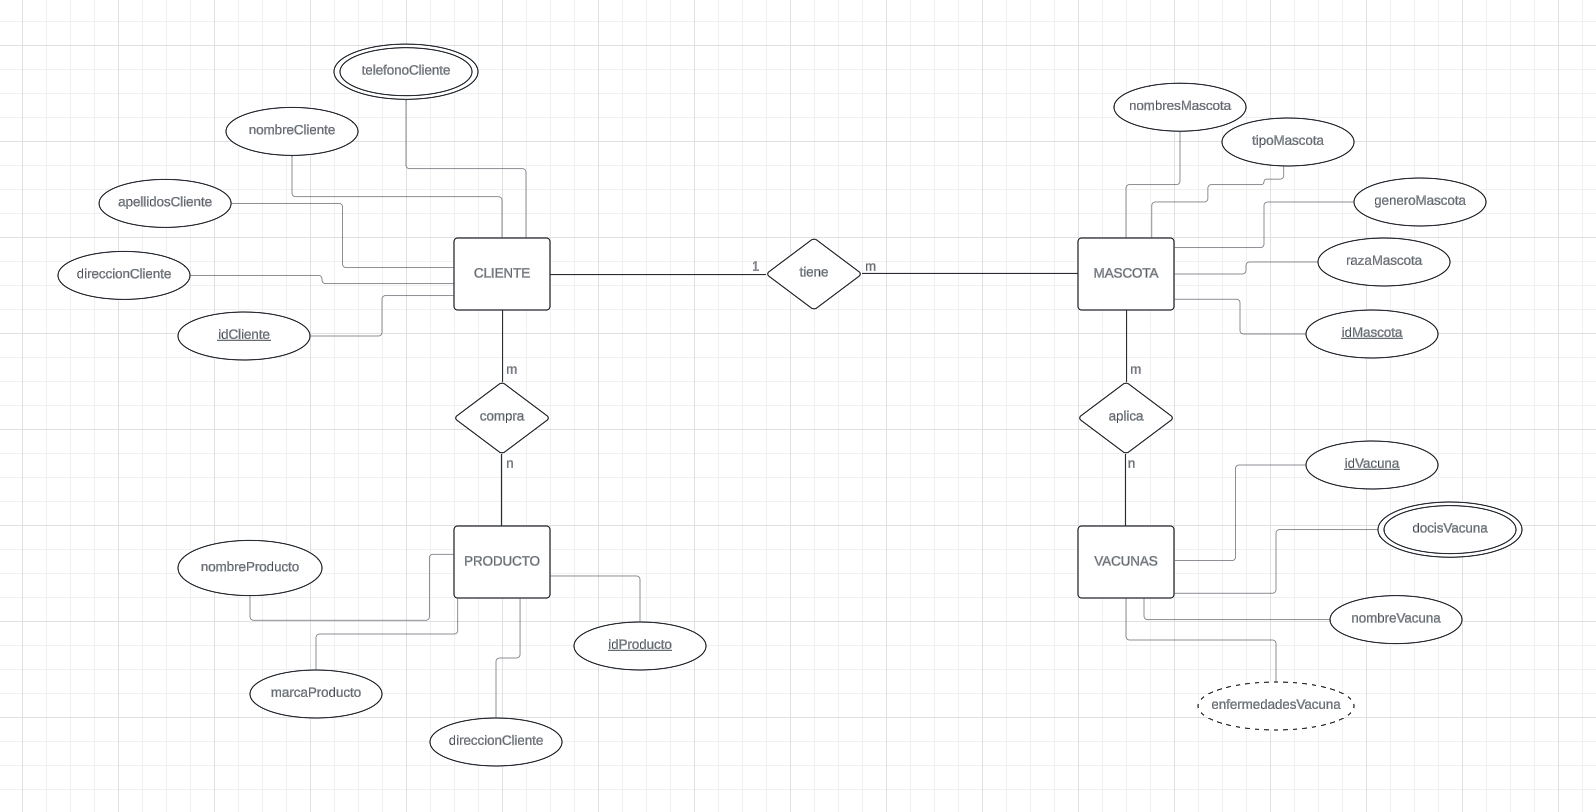 telefonoCliente
nombreCliente
apellidosCliente
direccionCliente
idCliente
CLIENTE
1
tiene
m
MASCOTA
nombresMascota
tipoMascota
generoMascota
razaMascota
idMascota
m
compra
n
m
aplica
n
PRODUCTO
nombreProducto
marcaProducto
direccionCliente
idProducto
VACUNAS
idVacuna
docisVacuna
nombreVacuna
enfermedadesVacuna